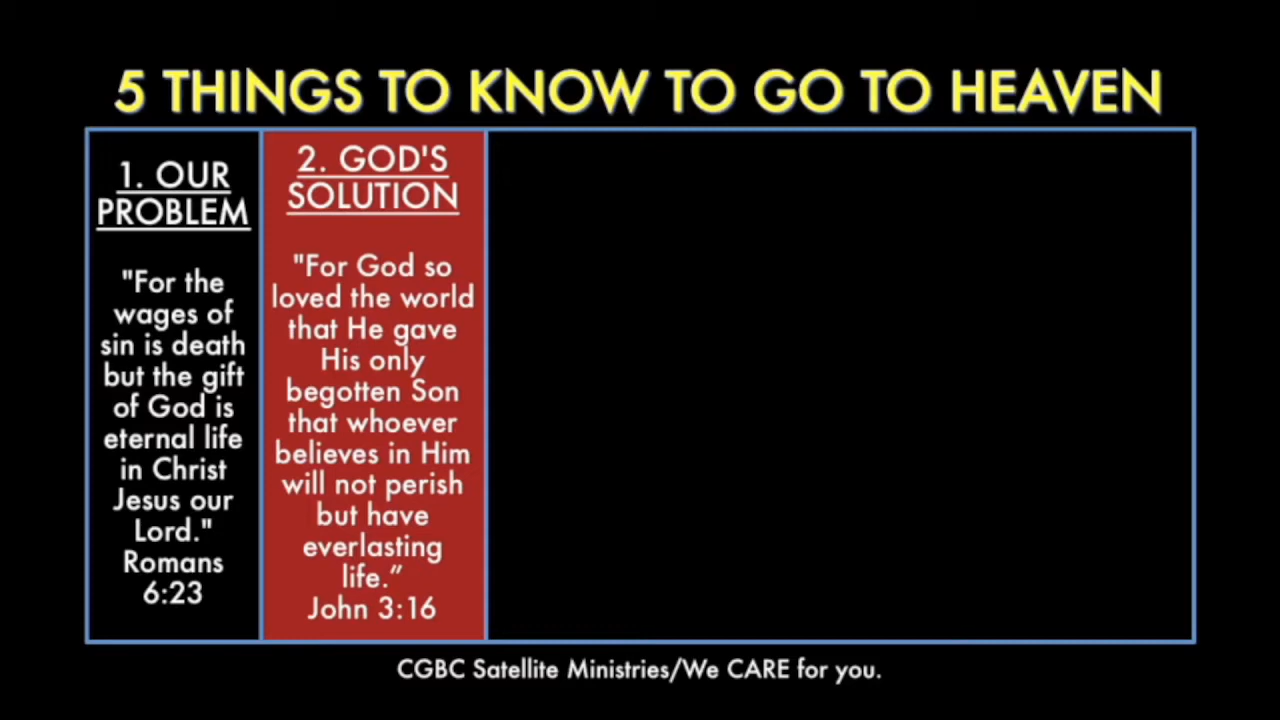 5 THINGS TO KNOW TO GO TO HEAVEN
1. OUR
PROBLEM
"For the
wages of
sin is death
but the gift
of God is
eternal life
in Christ
Jesus our
Lord."
Romans
6:23
2. GOD'S
SOLUTION
"For God so
loved the world
that He gave
His only
begotten Son
that whoever
believes in Him
will not perish
but have
everlasting
life.”
John 3:16
CGBC Satellite Ministries/We CARE for you.